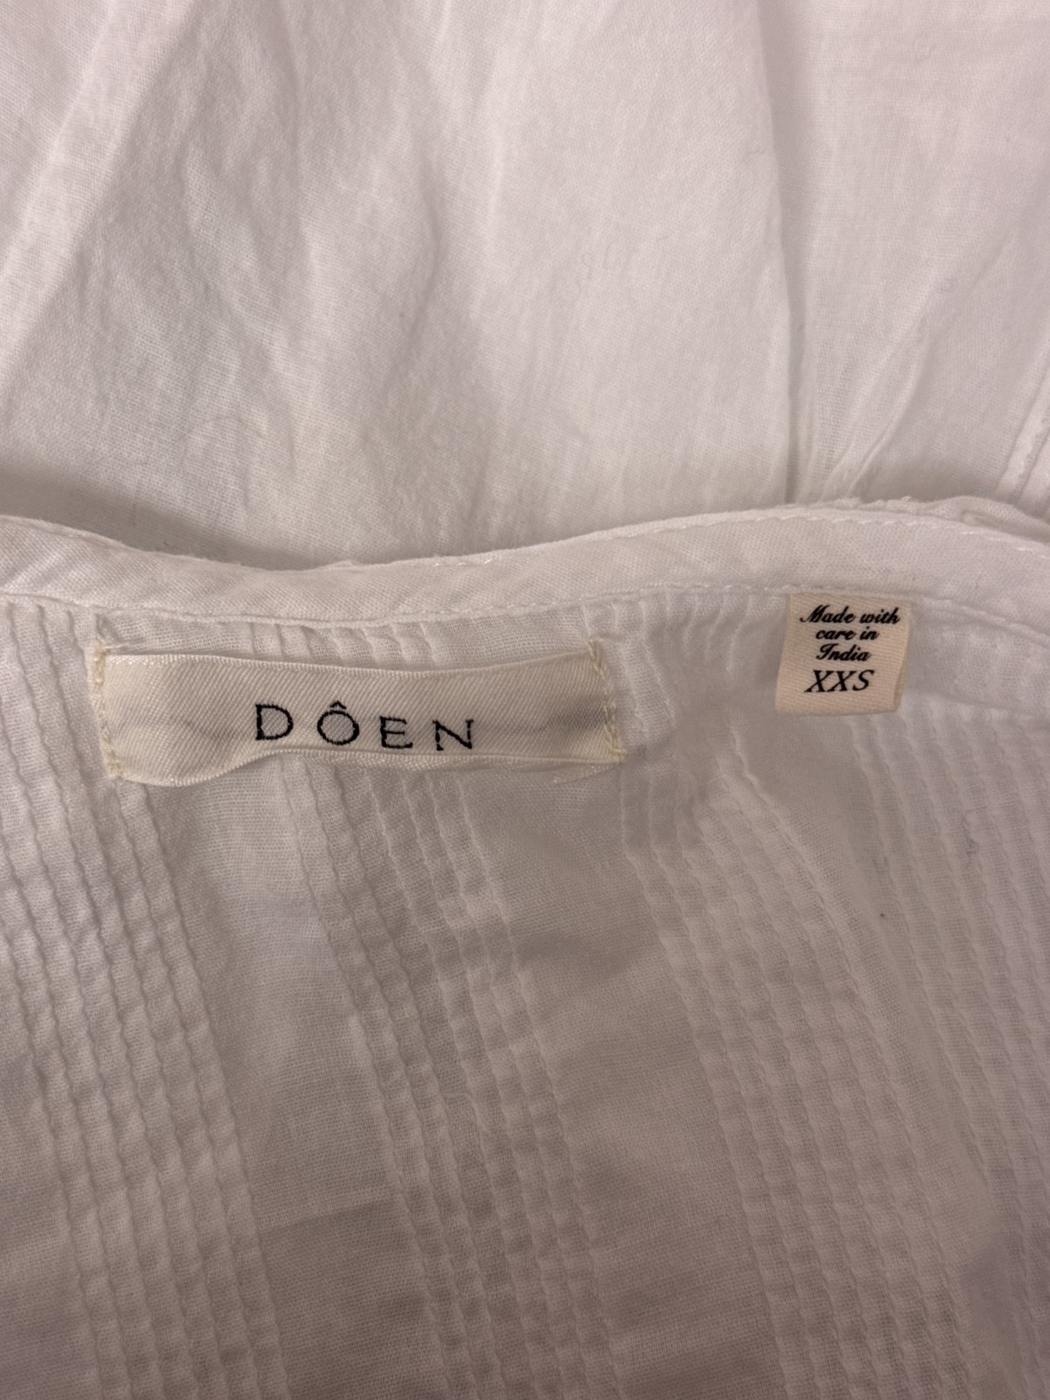 DÔEN
Made with
care in
India
XXS